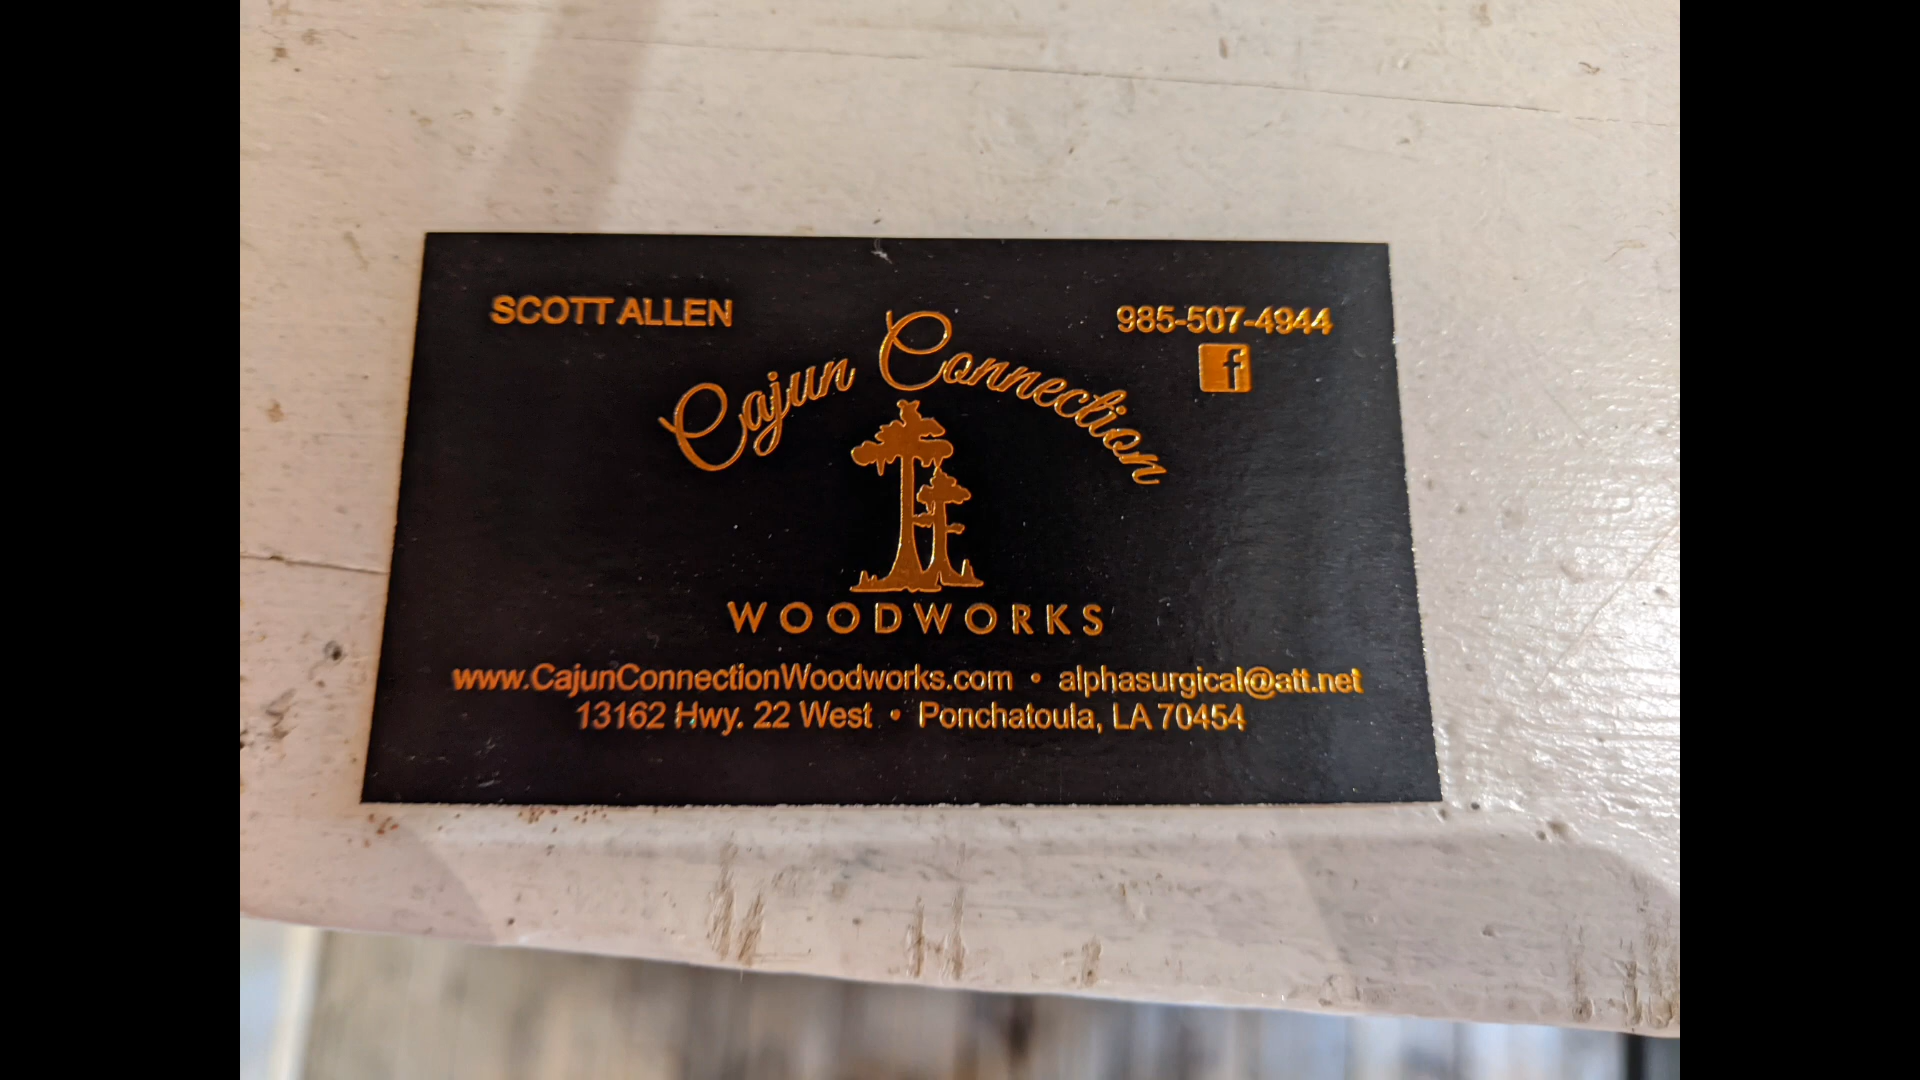 SCOTT ALLEN
985-507-4944
f
Cajun Connection
WOODWORKS
www.CajunConnectionWoodworks.com • alphasurgical@att.net
13162 Hwy. 22 West • Ponchatoula, LA 70454